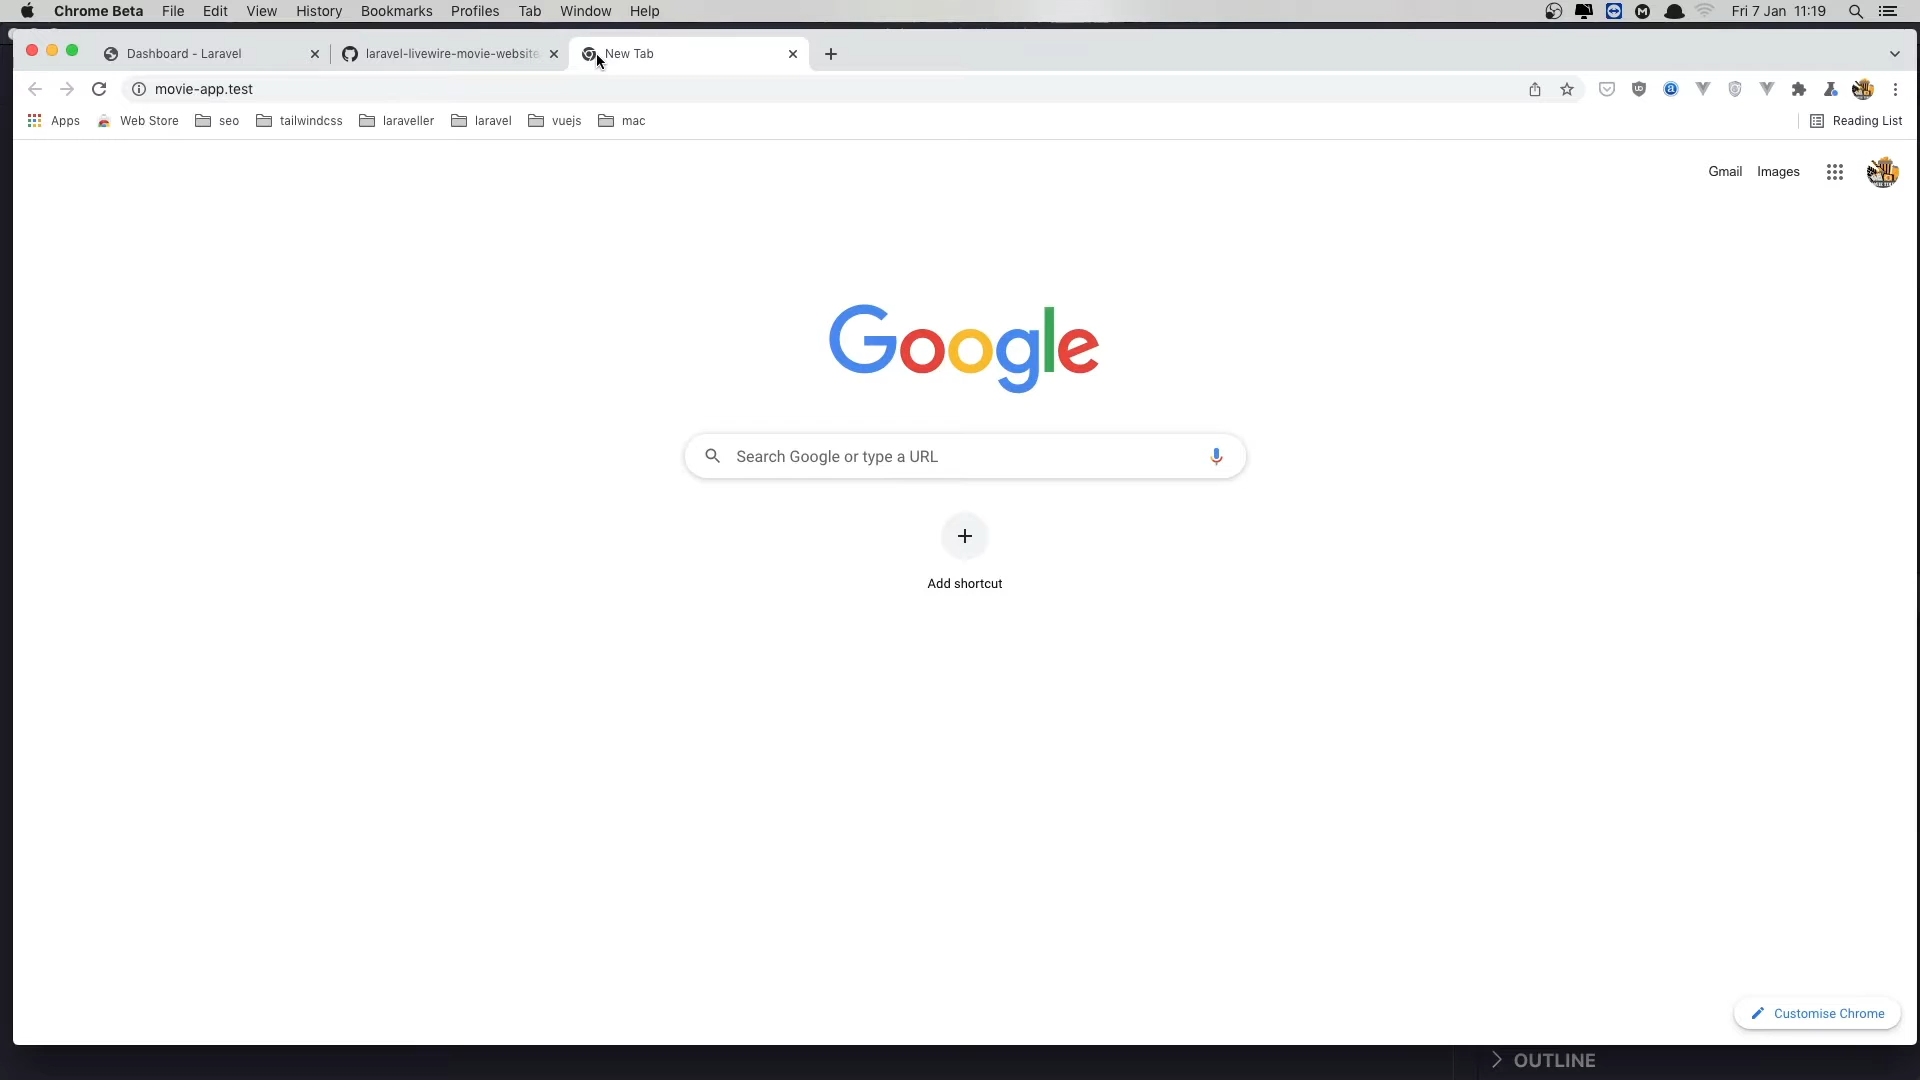 Chrome Beta File Edit View History Bookmarks Profiles Tab Window Help Fri 7 Jan 11:19
Dashboard - Laravel laravel-livewire-movie-website New Tab
movie-app.test
Apps Web Store seo tailwindcss laraveller laravel vuejs mac Reading List
Gmail Images
Google
Search Google or type a URL
Add shortcut
Customise Chrome
OUTLINE